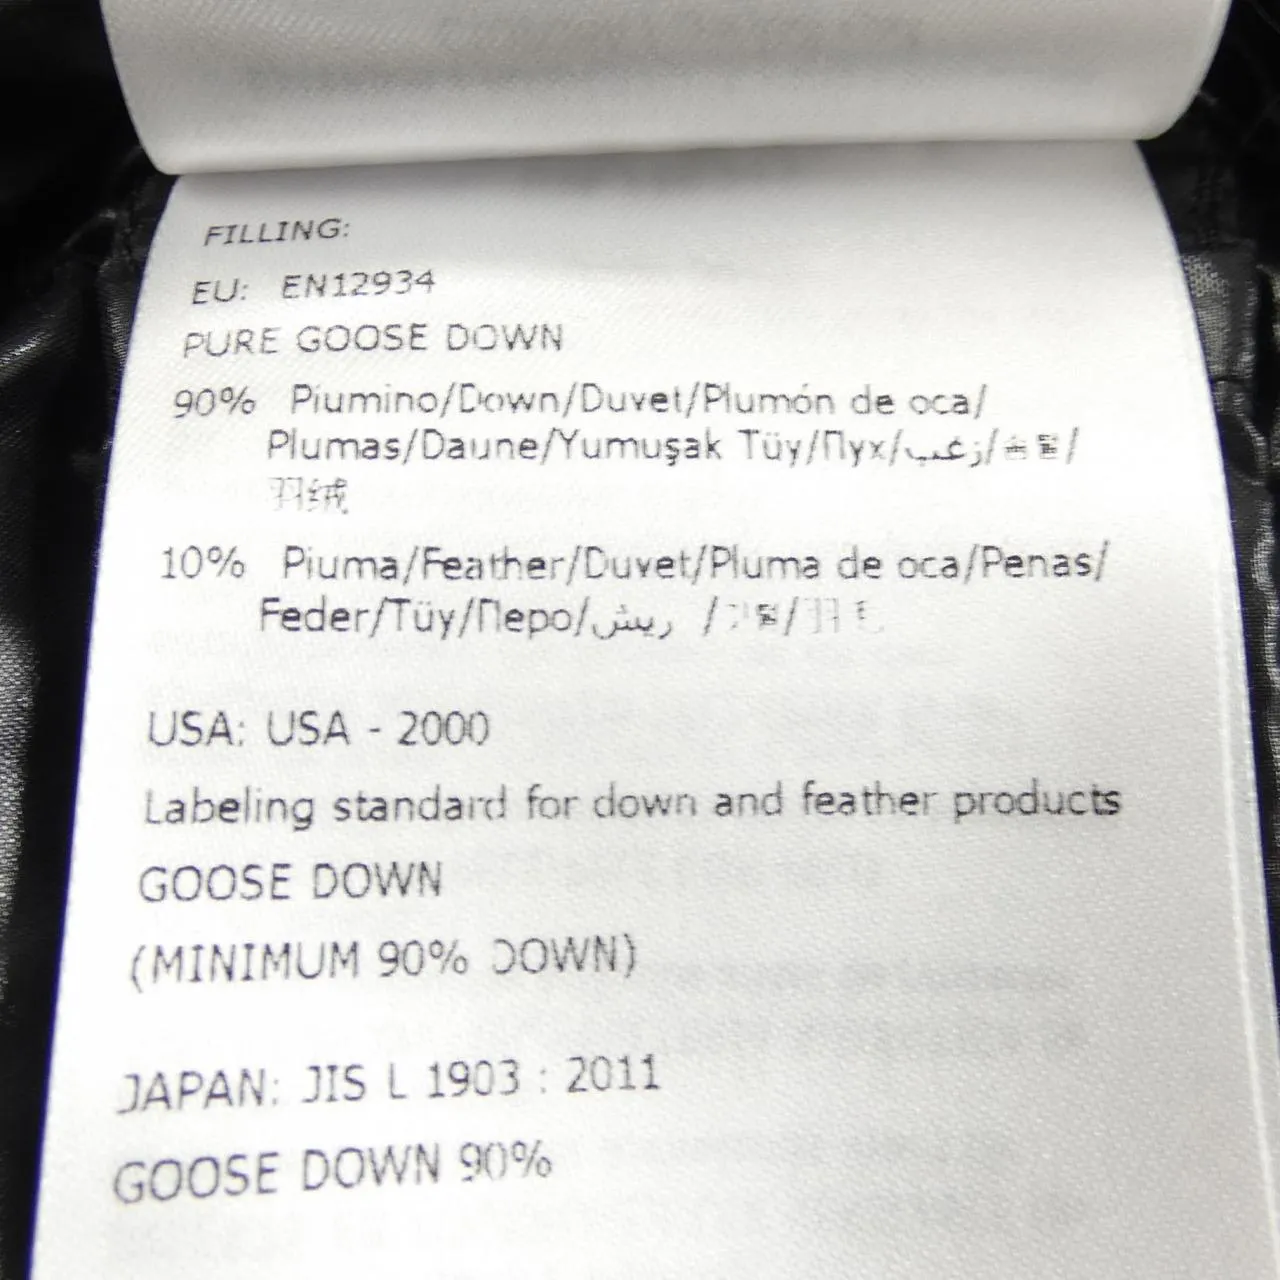 FILLING:
EU: EN12934
PURE GOOSE DOWN
90% Piumino/Down/Duvet/Plumón de oca/
Plumas/Daune/Yumuşak Tüy/Пух/زغب/
羽绒
10% Piuma/Feather/Duvet/Pluma de oca/Penas/
Feder/Tüy/Перо/ريش /
USA: USA - 2000
Labeling standard for down and feather products
GOOSE DOWN
(MINIMUM 90% DOWN)
JAPAN: JIS L 1903 : 2011
GOOSE DOWN 90%